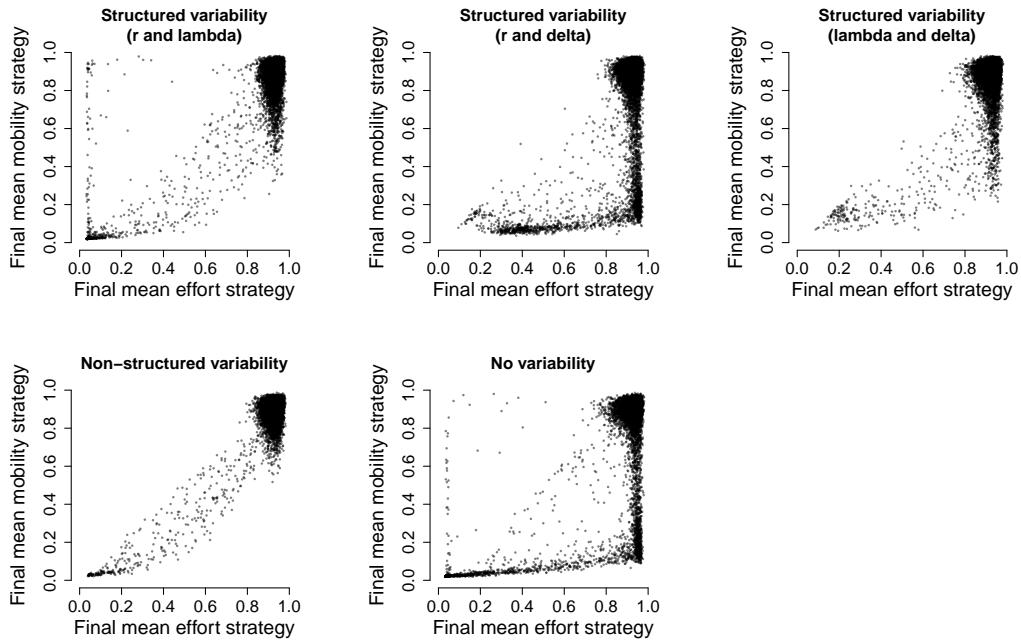 Structured variability
(r and lambda)
Final mean mobility strategy
0.0 0.2 0.4 0.6 0.8 1.0
0.0 0.2 0.4 0.6 0.8 1.0
Final mean effort strategy
Structured variability
(r and delta)
Final mean mobility strategy
0.0 0.2 0.4 0.6 0.8 1.0
0.0 0.2 0.4 0.6 0.8 1.0
Final mean effort strategy
Structured variability
(lambda and delta)
Final mean mobility strategy
0.0 0.2 0.4 0.6 0.8 1.0
0.0 0.2 0.4 0.6 0.8 1.0
Final mean effort strategy
Non−structured variability
Final mean mobility strategy
0.0 0.2 0.4 0.6 0.8 1.0
0.0 0.2 0.4 0.6 0.8 1.0
Final mean effort strategy
No variability
Final mean mobility strategy
0.0 0.2 0.4 0.6 0.8 1.0
0.0 0.2 0.4 0.6 0.8 1.0
Final mean effort strategy